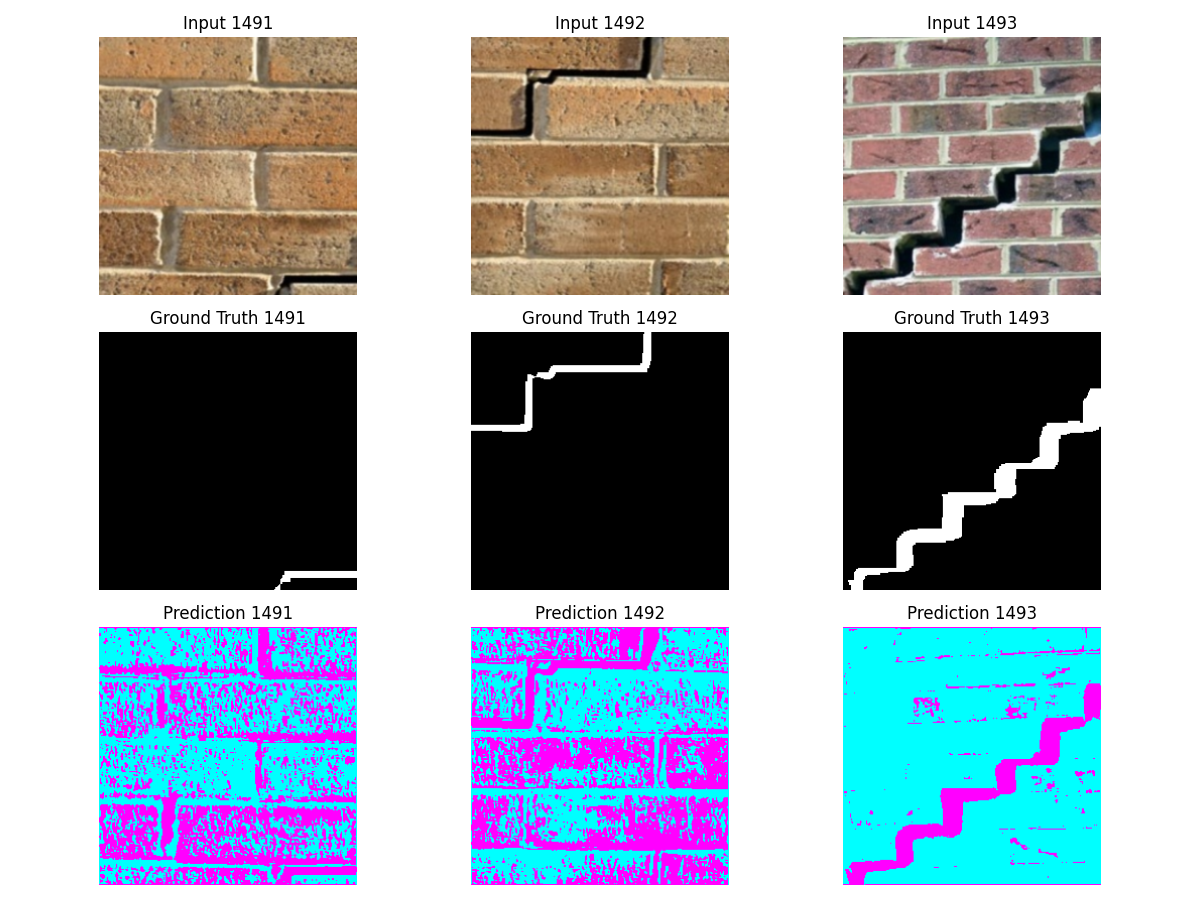 Input 1491
Input 1492
Input 1493
Ground Truth 1491
Ground Truth 1492
Ground Truth 1493
Prediction 1491
Prediction 1492
Prediction 1493